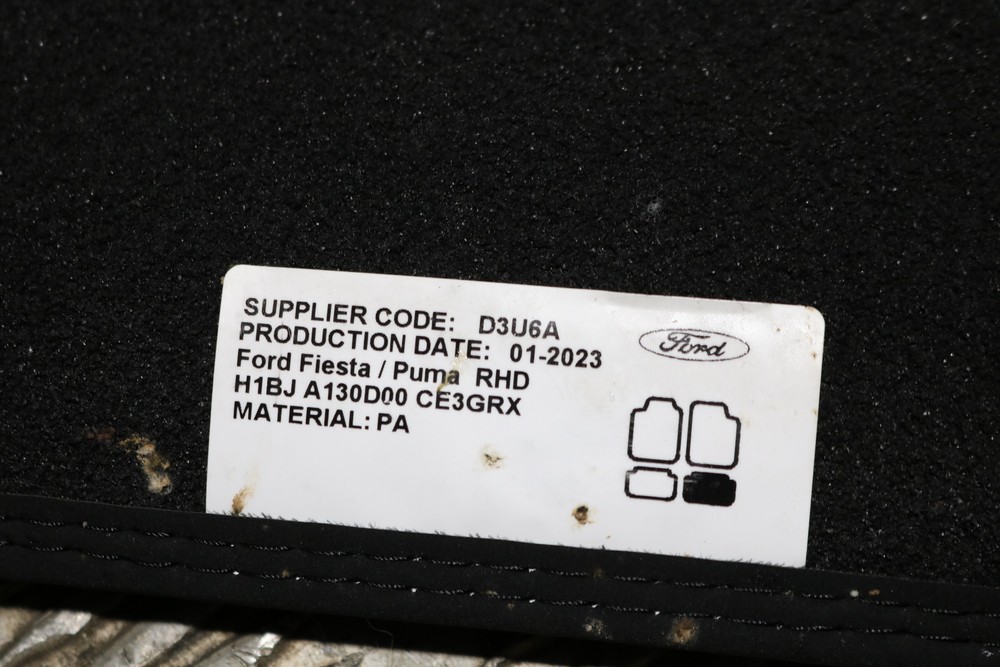 SUPPLIER CODE: D3U6A
PRODUCTION DATE: 01-2023
Ford Fiesta / Puma RHD
H1BJ A130D00 CE3GRX
MATERIAL: PA
Ford